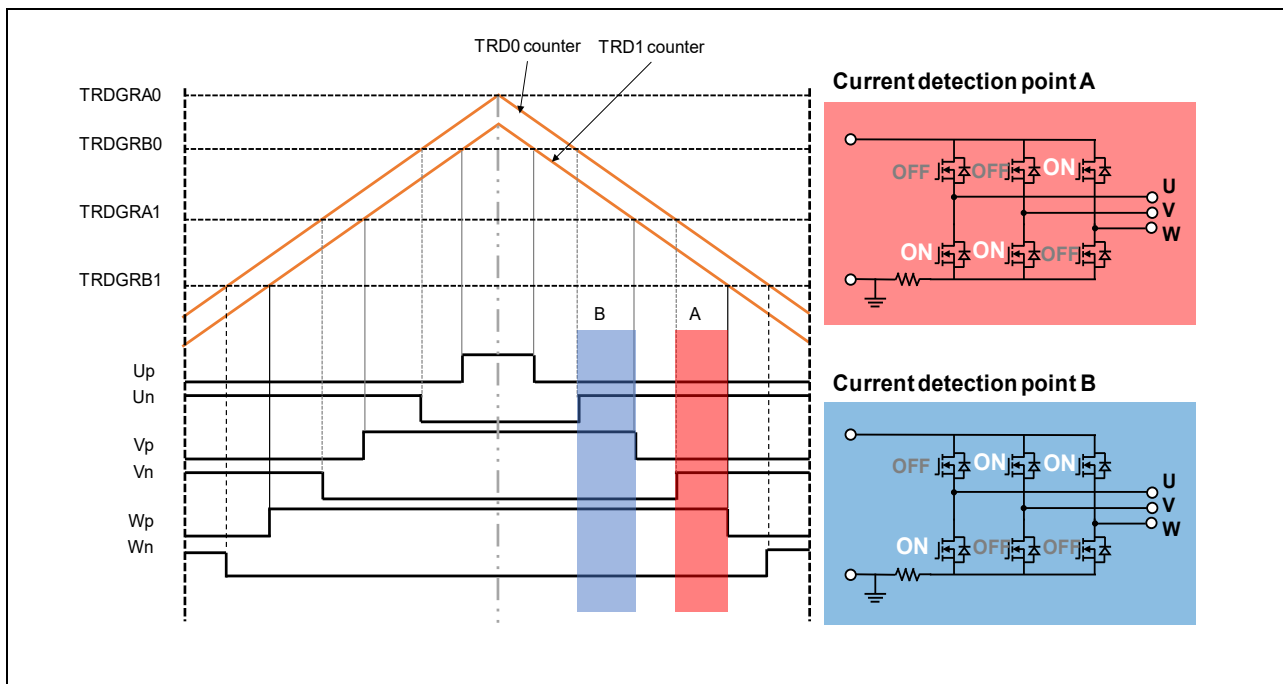 TRD0 counter
TRD1 counter
TRDGRA0
TRDGRB0
TRDGRA1
TRDGRB1
B
A
Up
Un
Vp
Vn
Wp
Wn
Current detection point A
OFF
OFF
ON
U
V
W
ON
ON
OFF
Current detection point B
OFF
ON
ON
U
V
W
ON
OFF
OFF